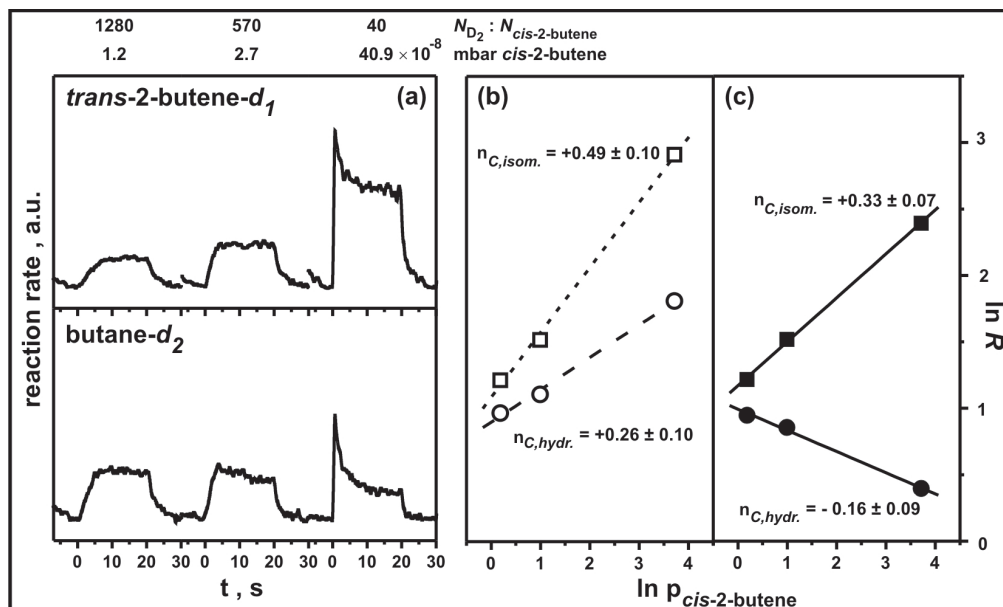 1280 570 40 N_D2 : N_cis-2-butene
1.2 2.7 40.9 × 10^-8 mbar cis-2-butene
trans-2-butene-d1 (a)
butane-d2
reaction rate , a.u.
0 10 20 30 0 10 20 30 0 10 20 30
t , s
(b)
n_C,isom. = +0.49 ± 0.10
n_C,hydr. = +0.26 ± 0.10
0 1 2 3 4
(c)
n_C,isom. = +0.33 ± 0.07
n_C,hydr. = - 0.16 ± 0.09
0 1 2 3 4
ln p_cis-2-butene
3
2
1
0
ln R